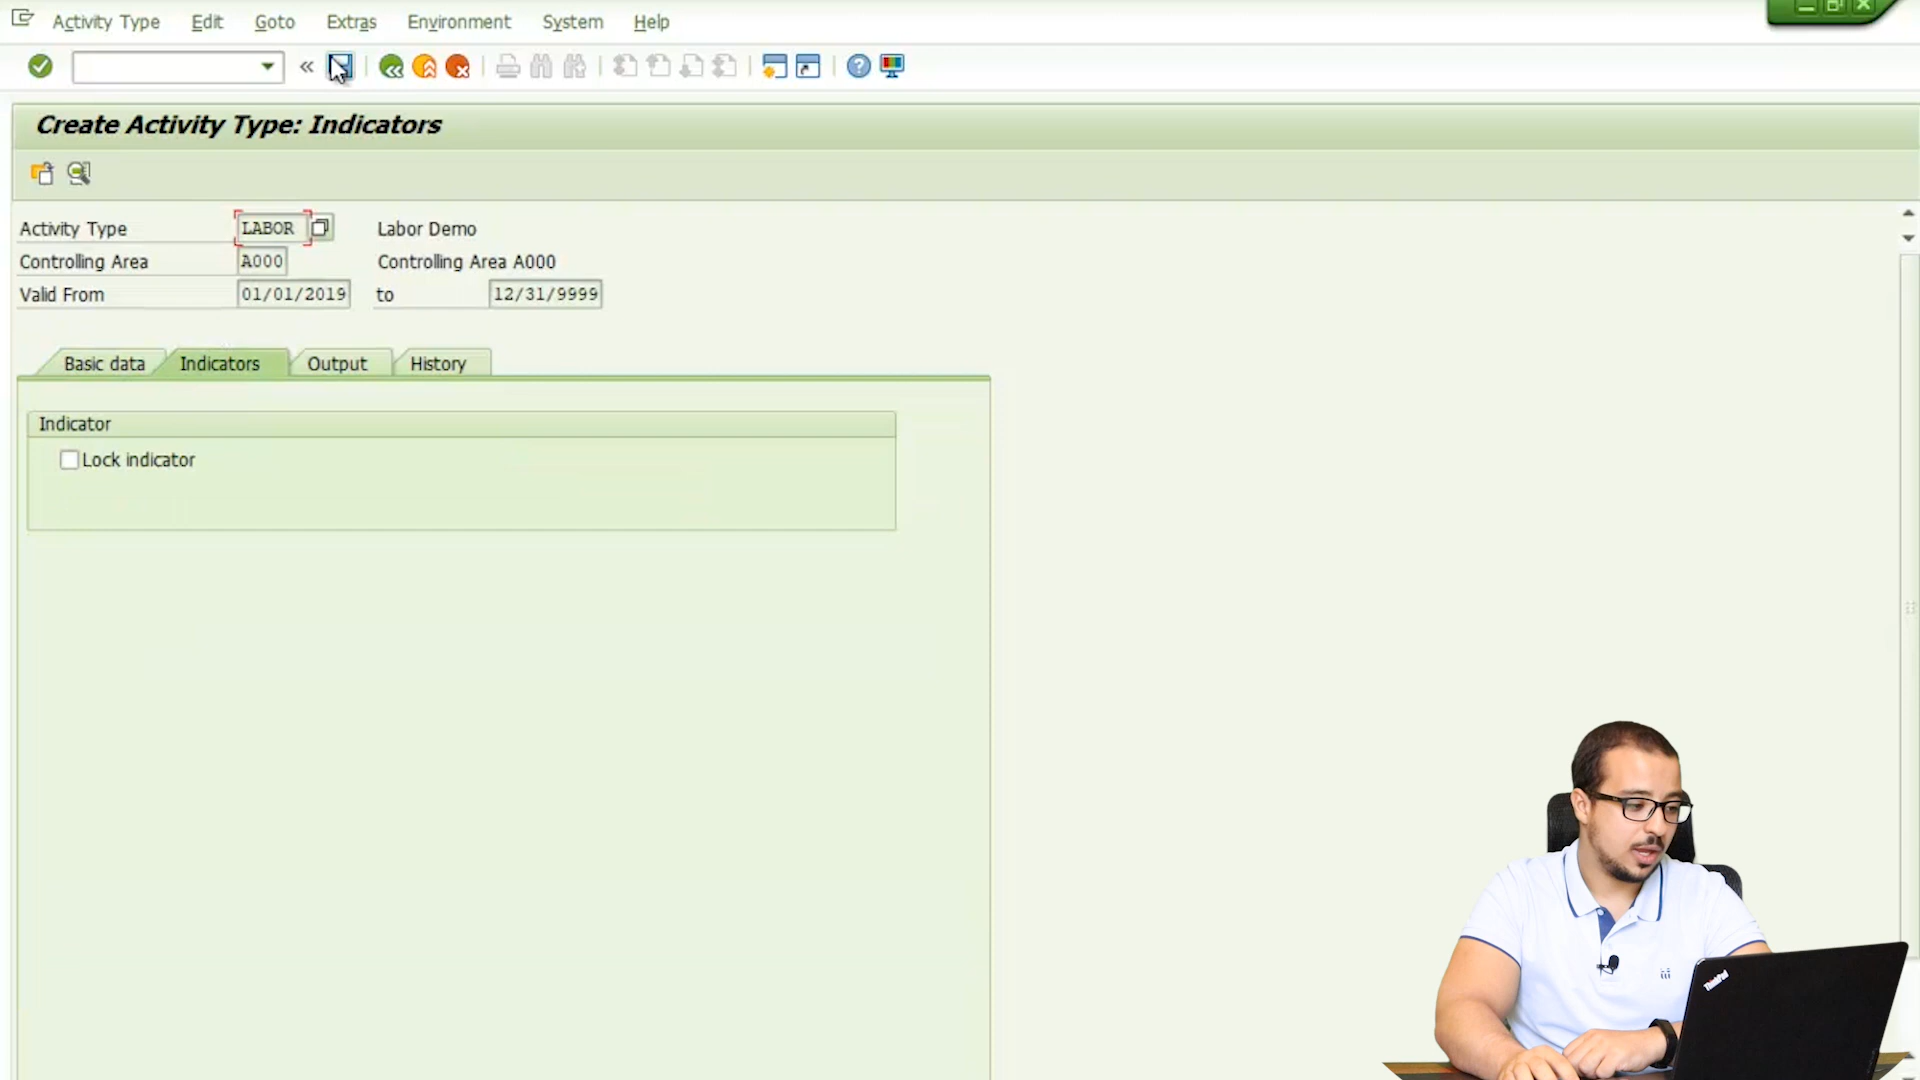 Activity Type Edit Goto Extras Environment System Help
Create Activity Type: Indicators
Activity Type LABOR Labor Demo
Controlling Area A000 Controlling Area A000
Valid From 01/01/2019 to 12/31/9999
Basic data Indicators Output History
Indicator
Lock indicator
ThinkPad